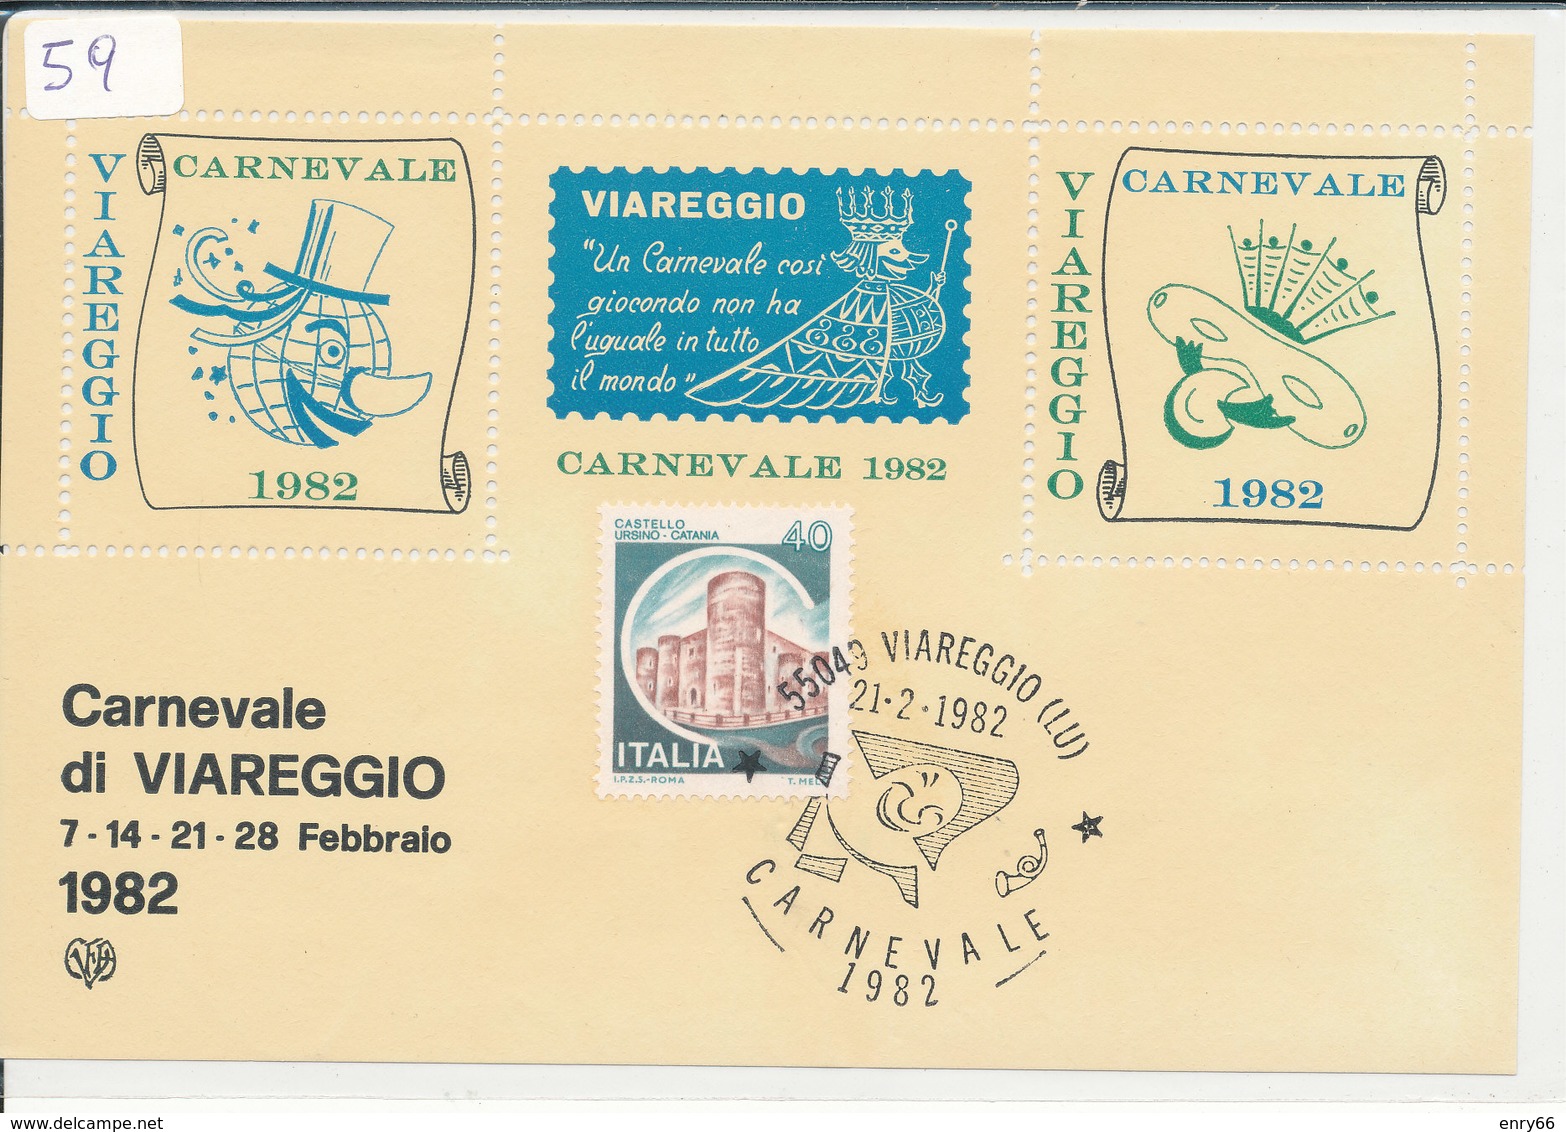 59
VIAREGGIO
CARNEVALE
1982
VIAREGGIO
"Un Carnevale così
giocondo non ha
l'uguale in tutto
il mondo"
CARNEVALE 1982
VIAREGGIO
CARNEVALE
1982
CASTELLO
URSINO - CATANIA
40
ITALIA
I.P.Z.S. - ROMA
55049 VIAREGGIO (LU)
21-2-1982
CARNEVALE
1982
Carnevale
di VIAREGGIO
7 - 14 - 21 - 28 Febbraio
1982
enry66